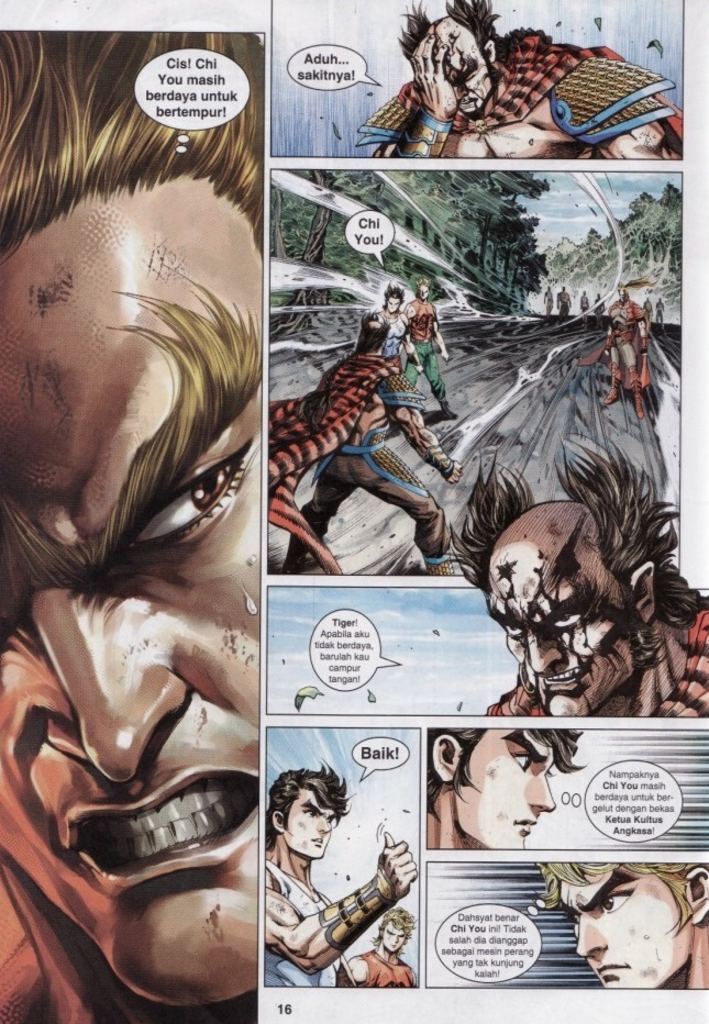 Cis! Chi
You masih
berdaya untuk
bertempur!
Aduh...
sakitnya!
Chi
You!
Tiger!
Apabila aku
tidak berdaya,
barulah kau
campur
tangan!
Baik!
Nampaknya
Chi You masih
berdaya untuk ber-
gelut dengan bekas
Ketua Kuitus
Angkasa!
Dahsyat benar
Chi You ini! Tidak
salah dia dianggap
sebagai mesin perang
yang tak kunjung
kalah!
16